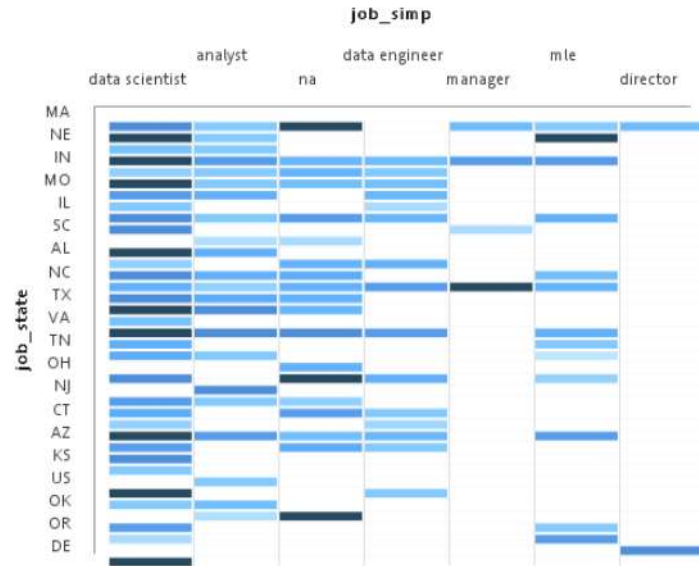 job_simp
analyst data engineer mle
data scientist na manager director
MA
NE
IN
MO
IL
SC
AL
NC
TX
VA
TN
OH
NJ
CT
AZ
KS
US
OK
OR
DE
job_state